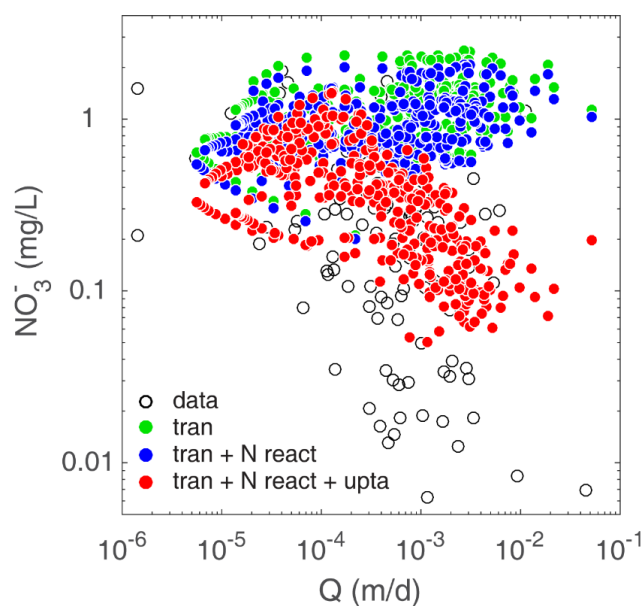 1
0.1
0.01
NO₃⁻ (mg/L)
data
tran
tran + N react
tran + N react + upta
10⁻⁶ 10⁻⁵ 10⁻⁴ 10⁻³ 10⁻² 10⁻¹
Q (m/d)